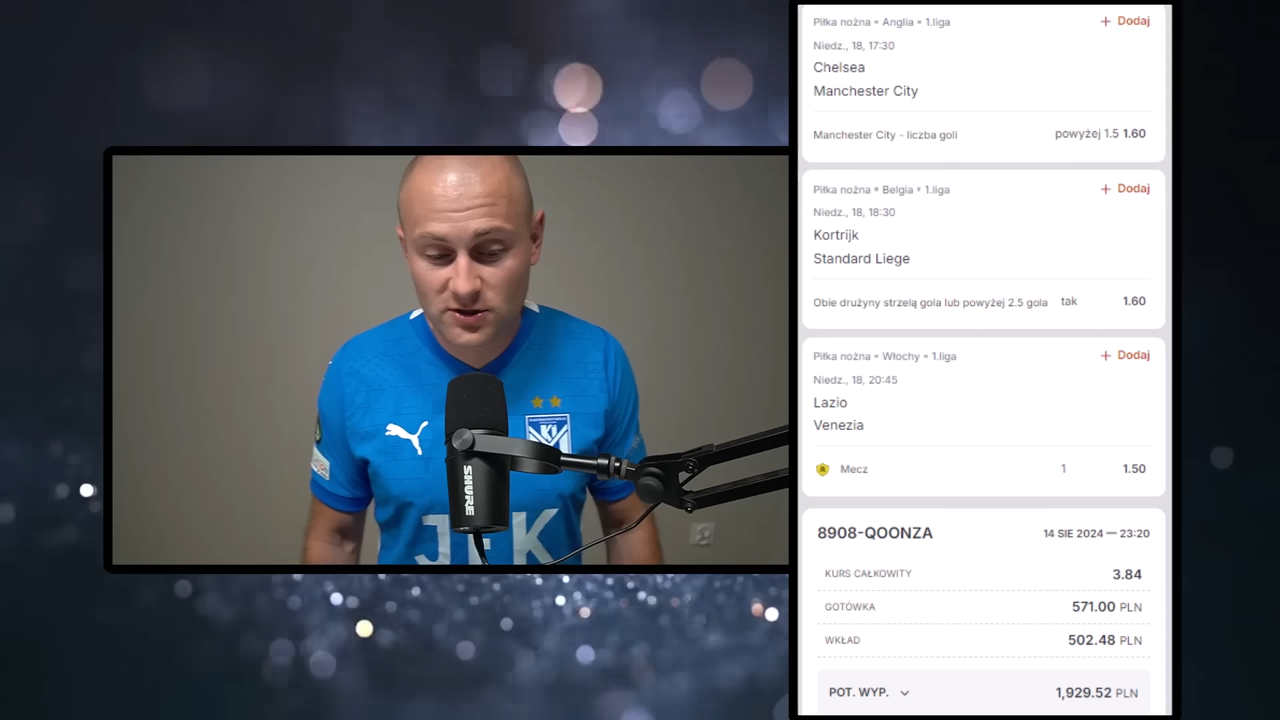 Piłka nożna • Anglia • 1.liga
+ Dodaj
Niedz., 18, 17:30
Chelsea
Manchester City
Manchester City - liczba goli powyżej 1.5 1.60
Piłka nożna • Belgia • 1.liga
+ Dodaj
Niedz., 18, 18:30
Kortrijk
Standard Liege
Obie drużyny strzelą gola lub powyżej 2.5 gola tak 1.60
Piłka nożna • Włochy • 1.liga
+ Dodaj
Niedz., 18, 20:45
Lazio
Venezia
Mecz 1 1.50
8908-QOONZA 14 SIE 2024 — 23:20
KURS CAŁKOWITY 3.84
GOTÓWKA 571.00 PLN
WKŁAD 502.48 PLN
POT. WYP. 1,929.52 PLN
SHURE